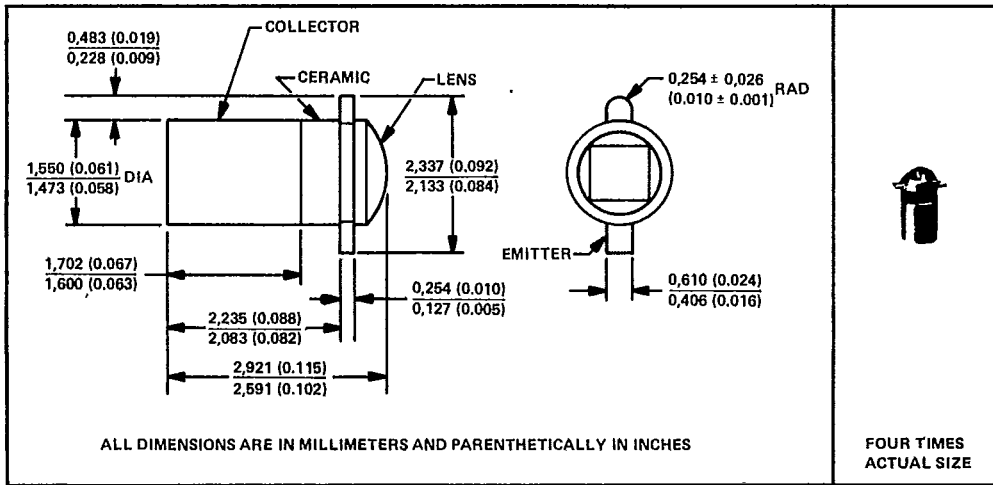 0,483 (0.019)
0,228 (0.009)
COLLECTOR
CERAMIC
LENS
0,254 ± 0,026
(0.010 ± 0.001) RAD
1,550 (0.061)
1,473 (0.058) DIA
2,337 (0.092)
2,133 (0.084)
EMITTER
1,702 (0.067)
1,600 (0.063)
0,254 (0.010)
0,127 (0.005)
0,610 (0.024)
0,406 (0.016)
2,235 (0.088)
2,083 (0.082)
2,921 (0.115)
2,591 (0.102)
ALL DIMENSIONS ARE IN MILLIMETERS AND PARENTHETICALLY IN INCHES
FOUR TIMES
ACTUAL SIZE